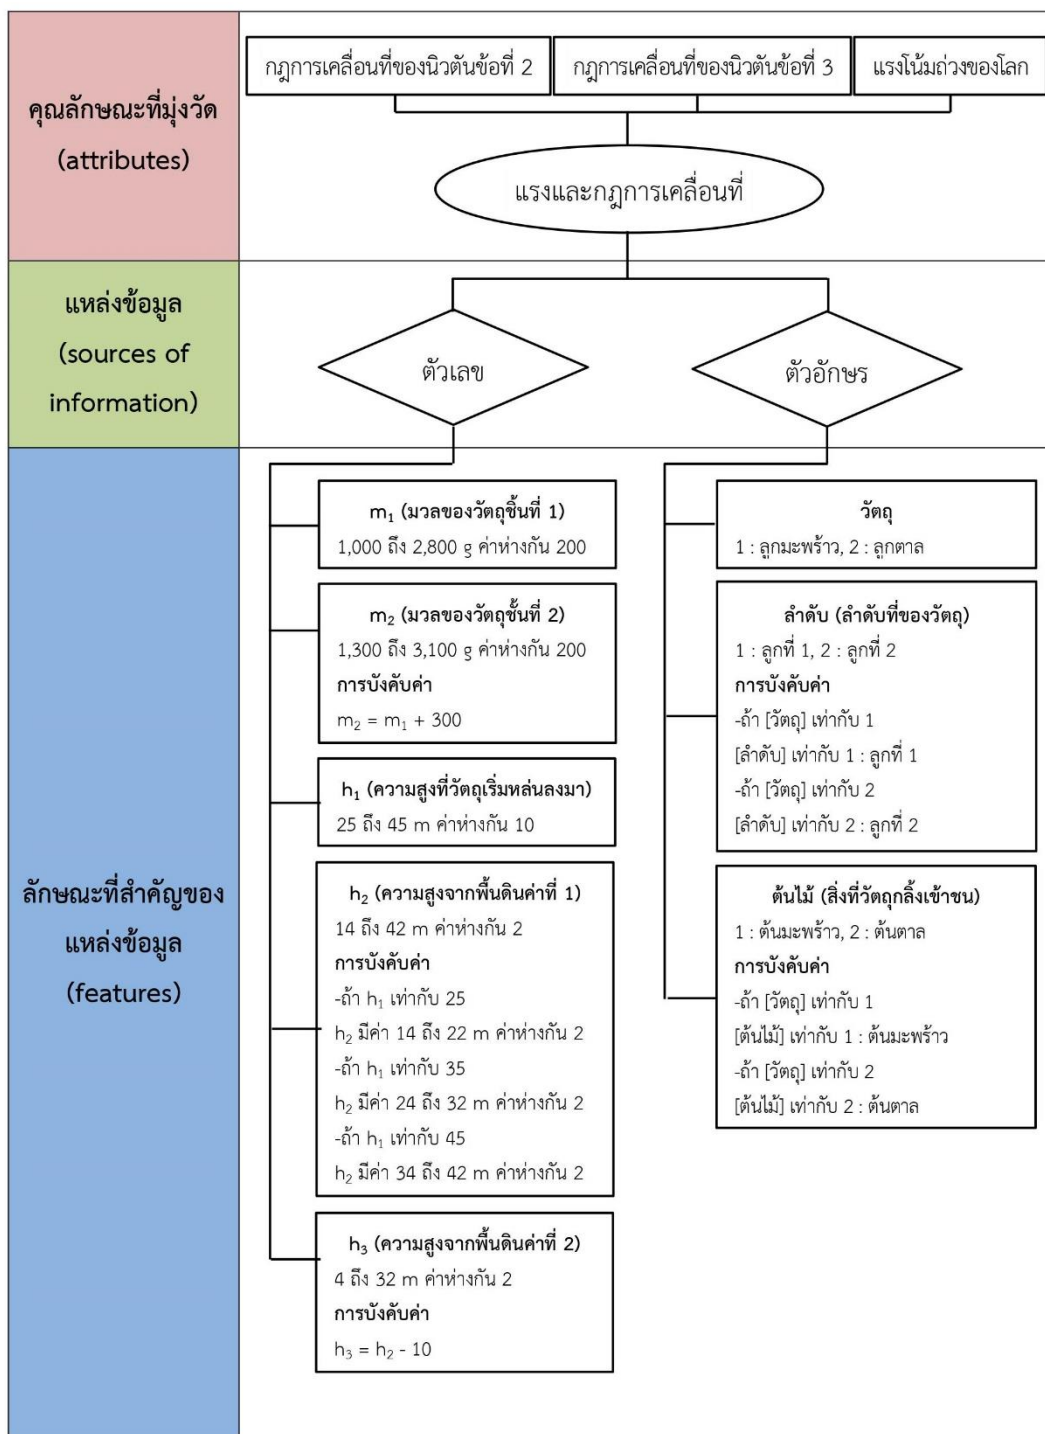 คุณลักษณะที่มุ่งวัด
(attributes)
กฎการเคลื่อนที่ของนิวตันข้อที่ 2
กฎการเคลื่อนที่ของนิวตันข้อที่ 3
แรงโน้มถ่วงของโลก
แรงและกฎการเคลื่อนที่
แหล่งข้อมูล
(sources of
information)
ตัวเลข
ตัวอักษร
ลักษณะที่สำคัญของ
แหล่งข้อมูล
(features)
m₁ (มวลของวัตถุชิ้นที่ 1)
1,000 ถึง 2,800 g ค่าห่างกัน 200
m₂ (มวลของวัตถุชั้นที่ 2)
1,300 ถึง 3,100 g ค่าห่างกัน 200
การบังคับค่า
m₂ = m₁ + 300
h₁ (ความสูงที่วัตถุเริ่มหล่นลงมา)
25 ถึง 45 m ค่าห่างกัน 10
h₂ (ความสูงจากพื้นดินค่าที่ 1)
14 ถึง 42 m ค่าห่างกัน 2
การบังคับค่า
-ถ้า h₁ เท่ากับ 25
h₂ มีค่า 14 ถึง 22 m ค่าห่างกัน 2
-ถ้า h₁ เท่ากับ 35
h₂ มีค่า 24 ถึง 32 m ค่าห่างกัน 2
-ถ้า h₁ เท่ากับ 45
h₂ มีค่า 34 ถึง 42 m ค่าห่างกัน 2
h₃ (ความสูงจากพื้นดินค่าที่ 2)
4 ถึง 32 m ค่าห่างกัน 2
การบังคับค่า
h₃ = h₂ - 10
วัตถุ
1 : ลูกมะพร้าว, 2 : ลูกตาล
ลำดับ (ลำดับที่ของวัตถุ)
1 : ลูกที่ 1, 2 : ลูกที่ 2
การบังคับค่า
-ถ้า [วัตถุ] เท่ากับ 1
[ลำดับ] เท่ากับ 1 : ลูกที่ 1
-ถ้า [วัตถุ] เท่ากับ 2
[ลำดับ] เท่ากับ 2 : ลูกที่ 2
ต้นไม้ (สิ่งที่วัตถุกลิ้งเข้าชน)
1 : ต้นมะพร้าว, 2 : ต้นตาล
การบังคับค่า
-ถ้า [วัตถุ] เท่ากับ 1
[ต้นไม้] เท่ากับ 1 : ต้นมะพร้าว
-ถ้า [วัตถุ] เท่ากับ 2
[ต้นไม้] เท่ากับ 2 : ต้นตาล